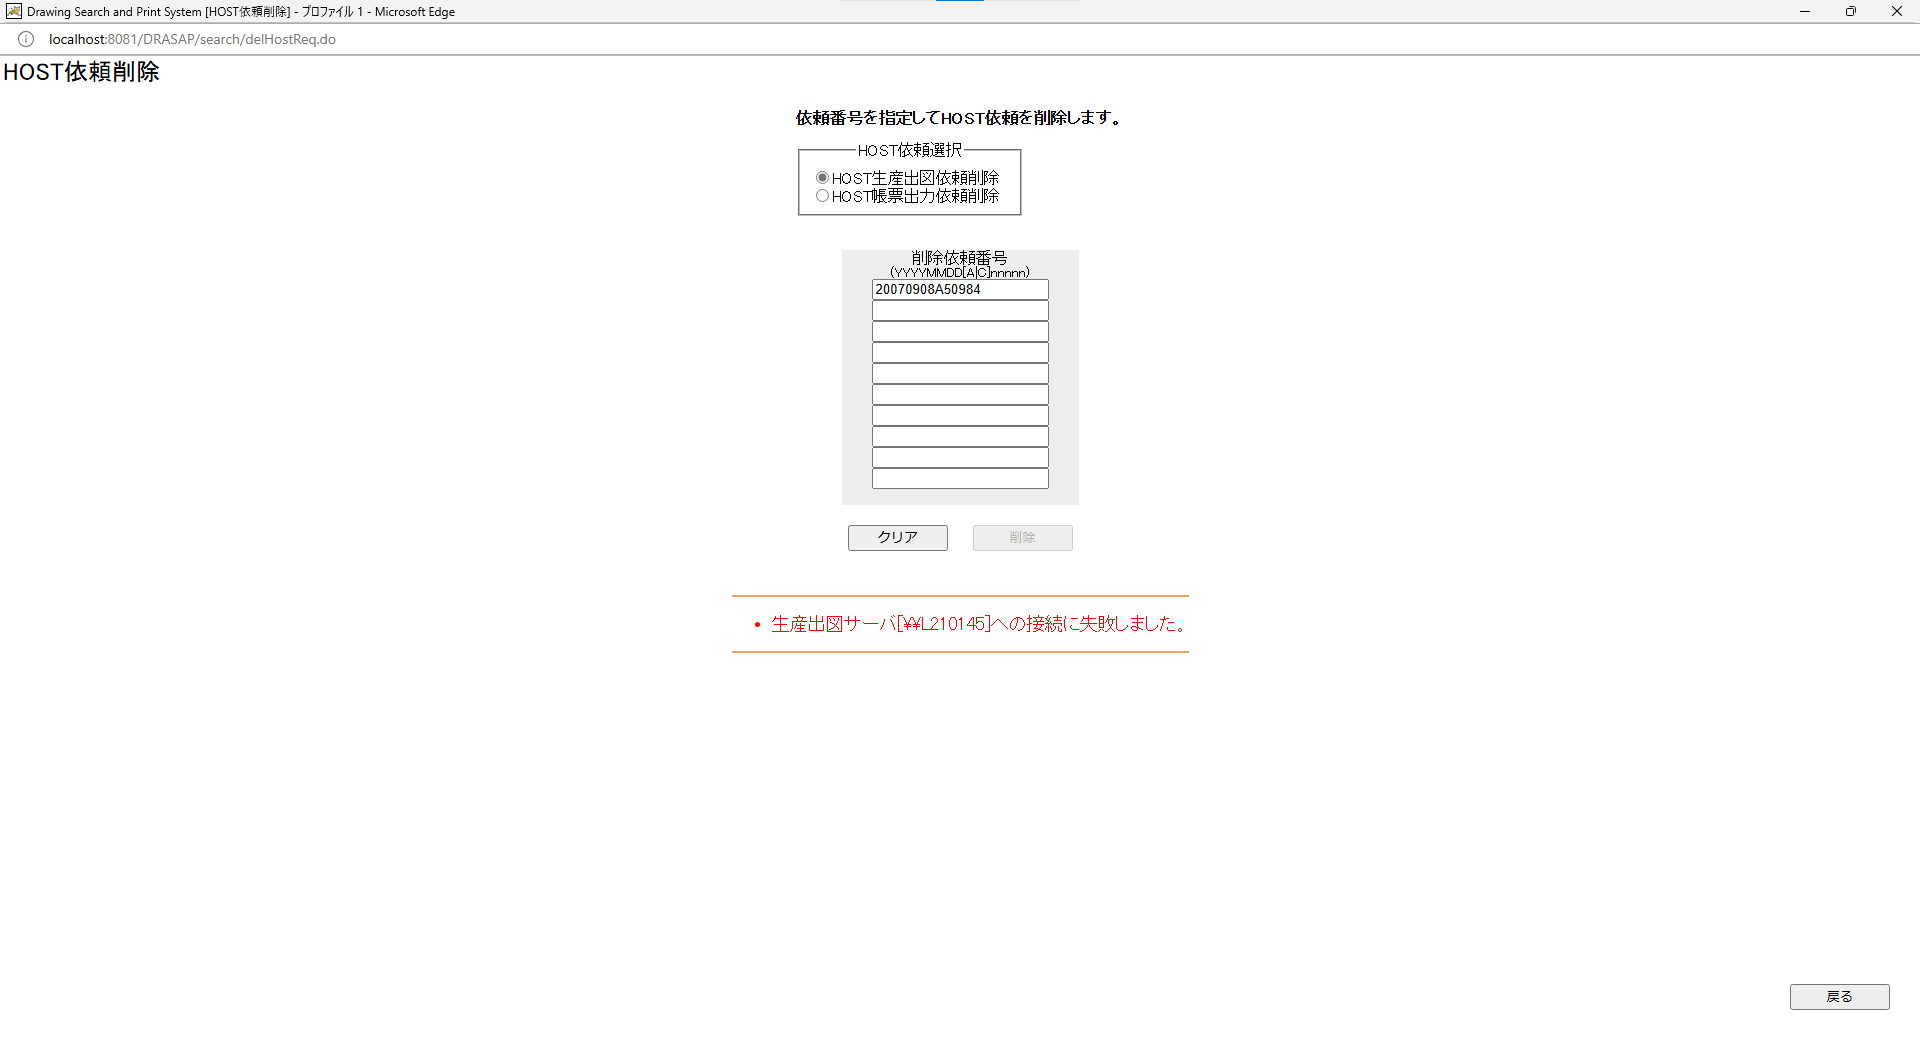 Drawing Search and Print System [HOST依頼削除] - プロファイル 1 - Microsoft Edge
localhost:8081/DRASAP/search/delHostReq.do
HOST依頼削除
依頼番号を指定してHOST依頼を削除します。
HOST依頼選択
HOST生産出図依頼削除
HOST帳票出力依頼削除
削除依頼番号
(YYYYMMDD[A|C]nnnnn)
20070908A50984
クリア 削除
• 生産出図サーバ[¥¥L210145]への接続に失敗しました。
戻る